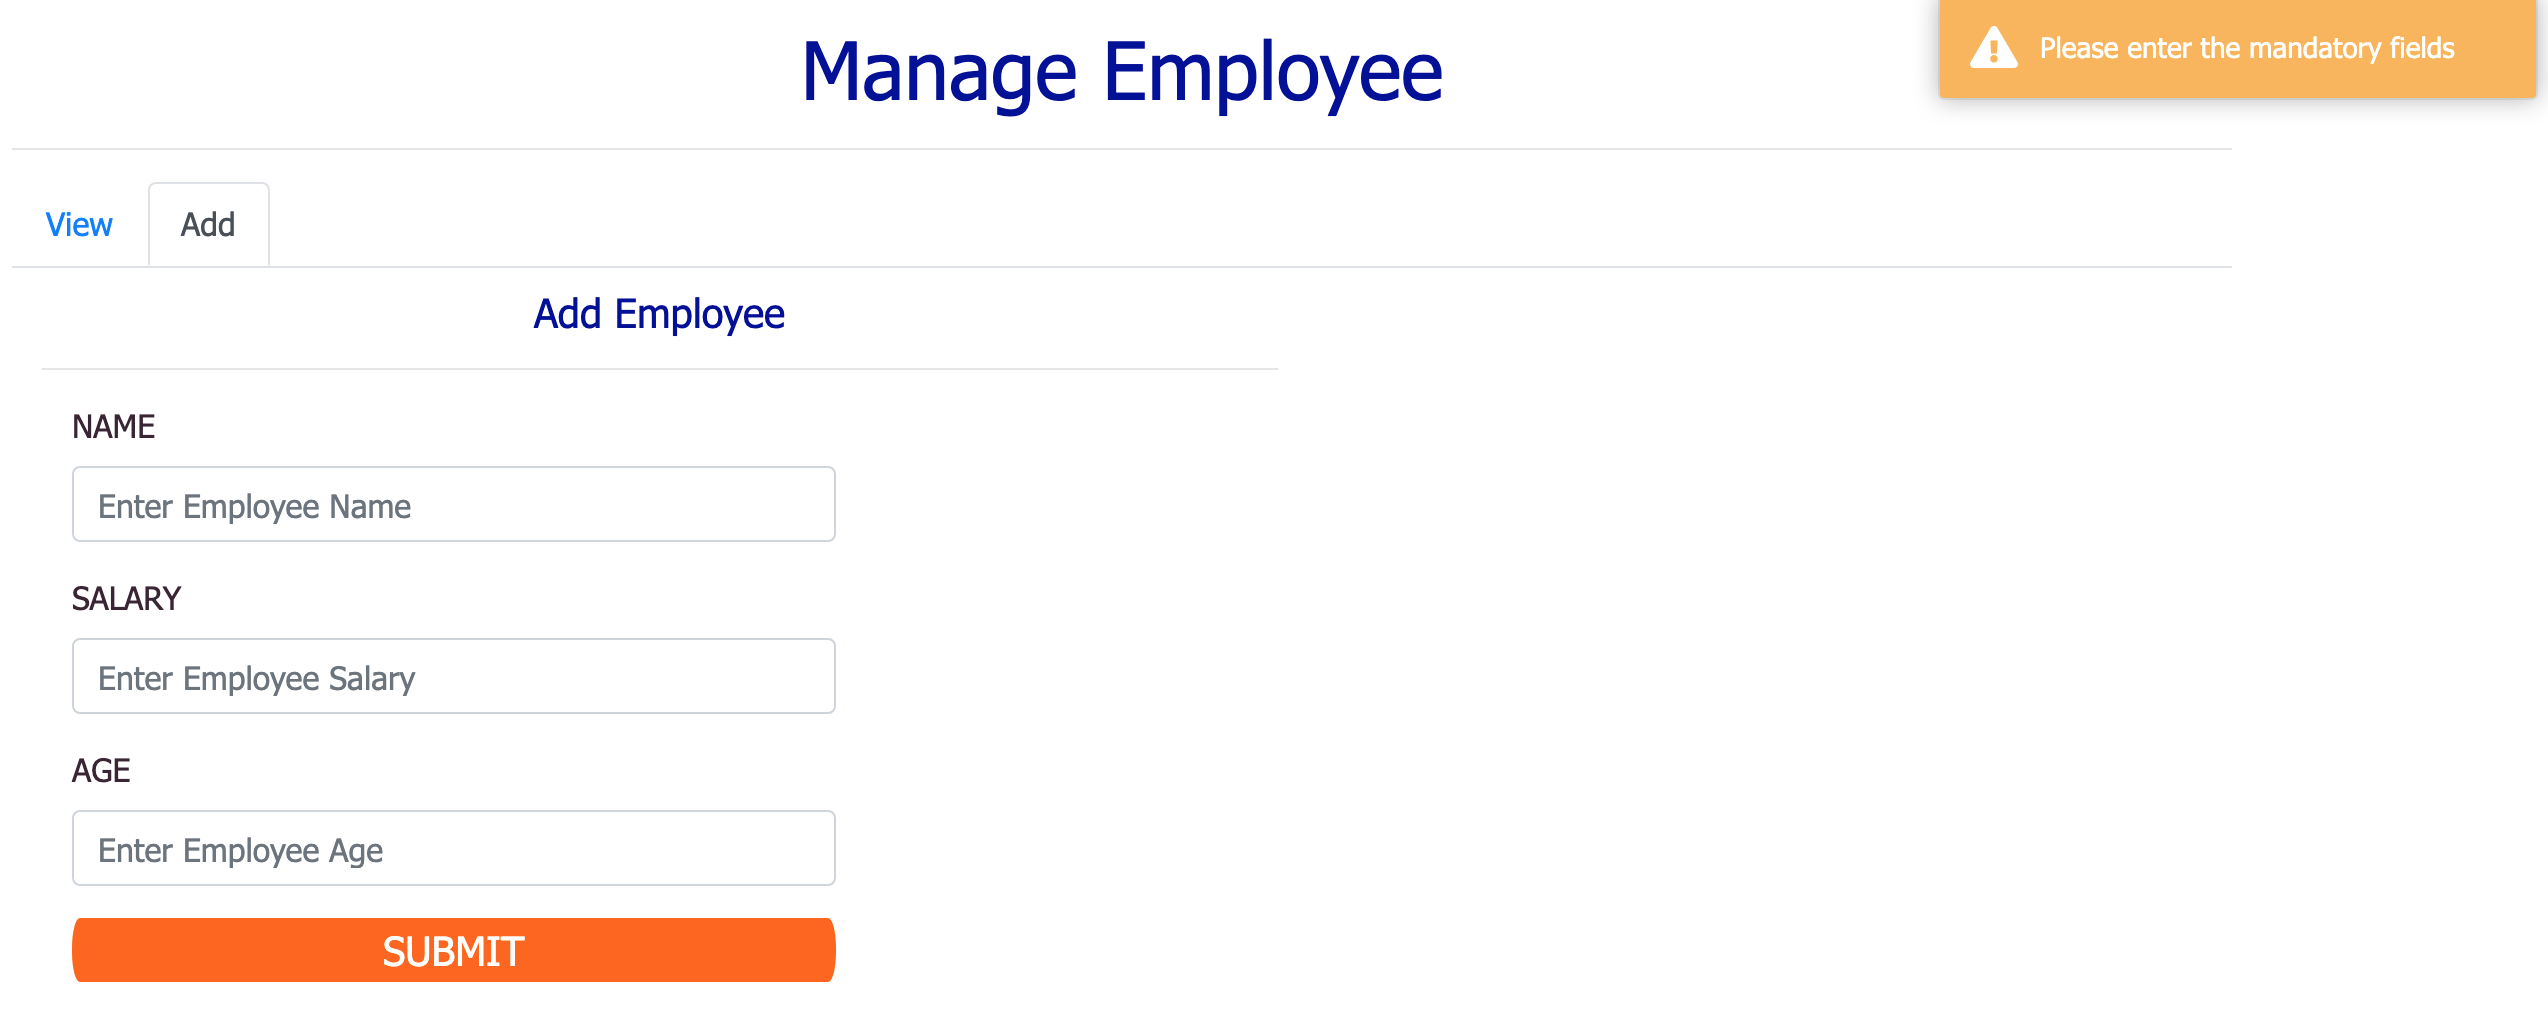 Manage Employee
Please enter the mandatory fields
View
Add
Add Employee
NAME
Enter Employee Name
SALARY
Enter Employee Salary
AGE
Enter Employee Age
SUBMIT